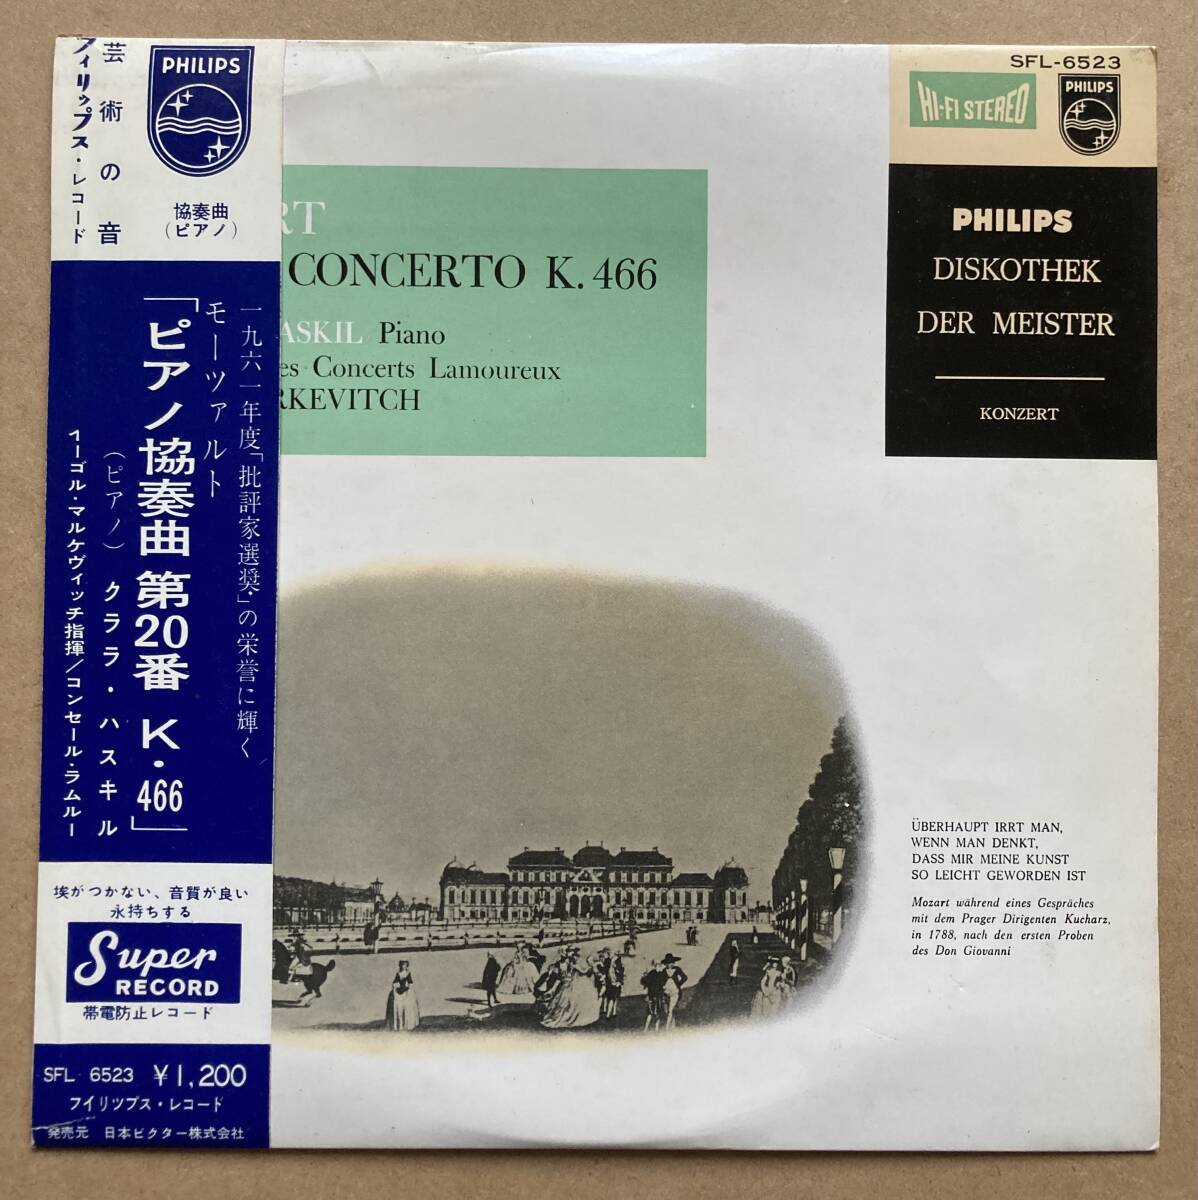 芸術の音
フィリップス・レコード
PHILIPS
協奏曲
(ピアノ)
一九六一年度「批評家選奨」の栄誉に輝く
モーツァルト
「ピアノ協奏曲 第20番 K・466」
(ピアノ) クララ・ハスキル
イーゴル・マルケヴィッチ指揮/コンセール・ラムルー
埃がつかない、音質が良い
永持ちする
Super
RECORD
帯電防止レコード
SFL 6523 ¥1,200
フイリツプス・レコード
発売元 日本ビクター株式会社
RT
CONCERTO K. 466
ASKIL Piano
es Concerts Lamoureux
RKEVITCH
SFL-6523
HI-FI STEREO
PHILIPS
PHILIPS
DISKOTHEK
DER MEISTER
KONZERT
ÜBERHAUPT IRRT MAN,
WENN MAN DENKT,
DASS MIR MEINE KUNST
SO LEICHT GEWORDEN IST
Mozart während eines Gespräches
mit dem Prager Dirigenten Kucharz,
in 1788, nach den ersten Proben
des Don Giovanni